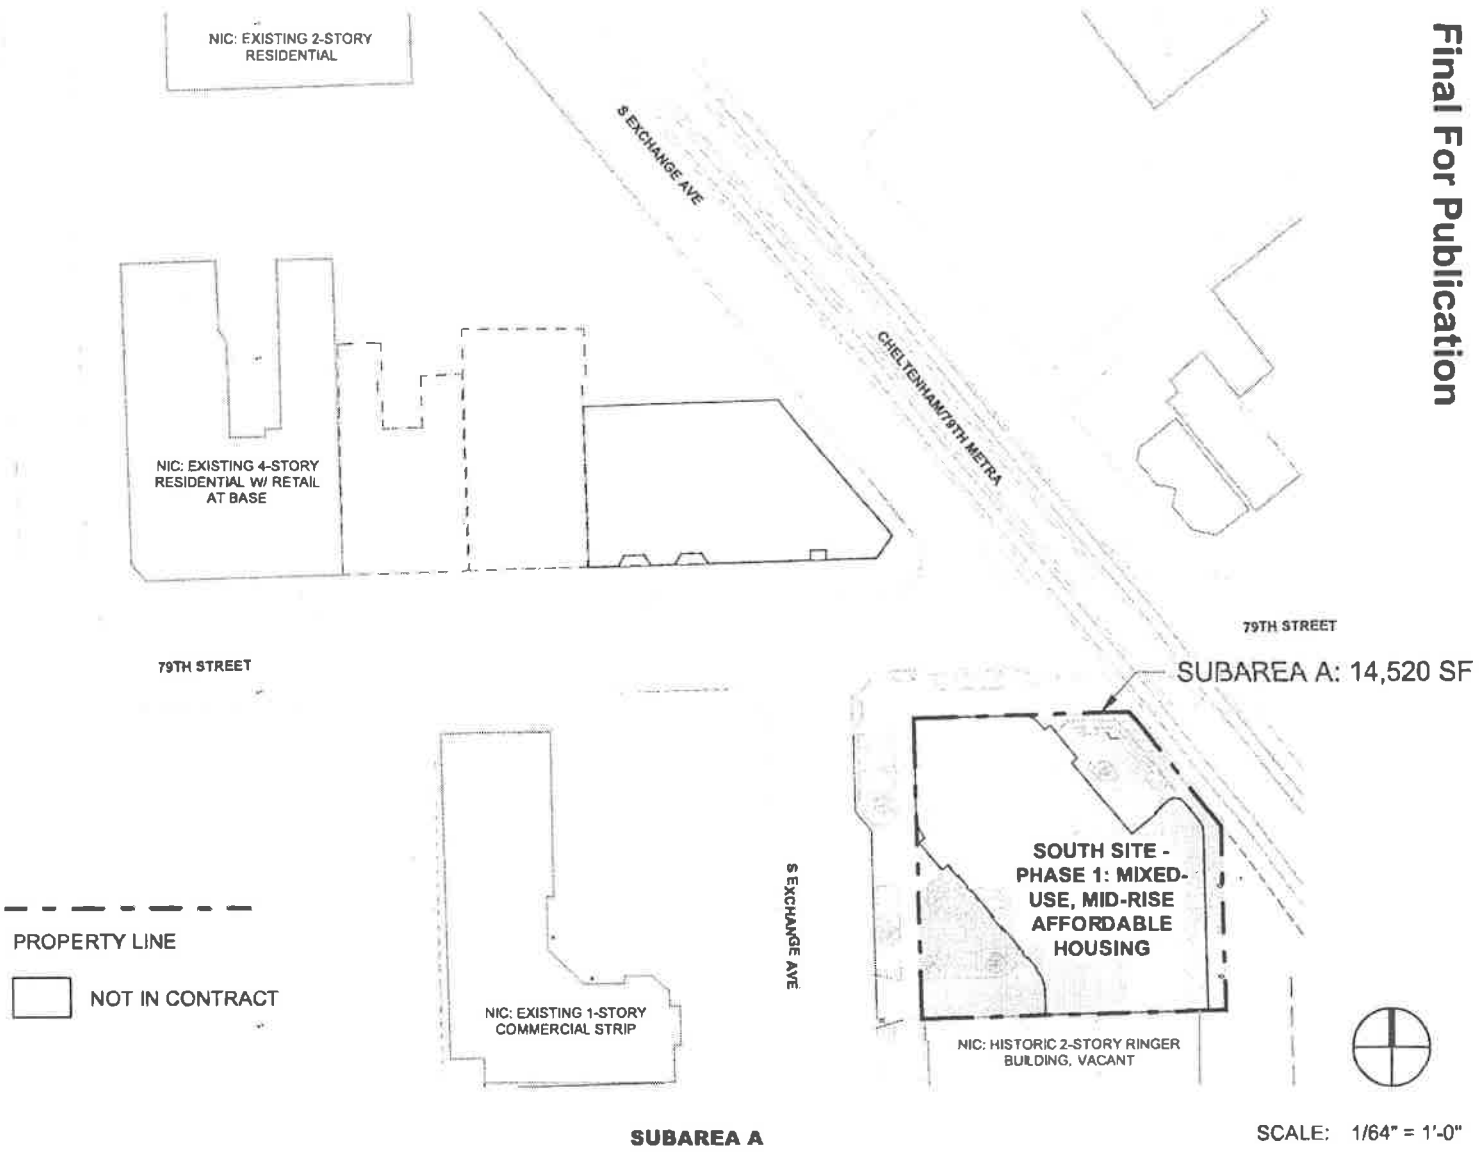 Final For Publication
NIC: EXISTING 2-STORY
RESIDENTIAL
S EXCHANGE AVE
CHELTENHAM/79TH METRA
NIC: EXISTING 4-STORY
RESIDENTIAL W/ RETAIL
AT BASE
79TH STREET
79TH STREET
SUBAREA A: 14,520 SF
SOUTH SITE -
PHASE 1: MIXED-
USE, MID-RISE
AFFORDABLE
HOUSING
S EXCHANGE AVE
PROPERTY LINE
NOT IN CONTRACT
NIC: EXISTING 1-STORY
COMMERCIAL STRIP
NIC: HISTORIC 2-STORY RINGER
BUILDING, VACANT
SUBAREA A
SCALE: 1/64" = 1'-0"